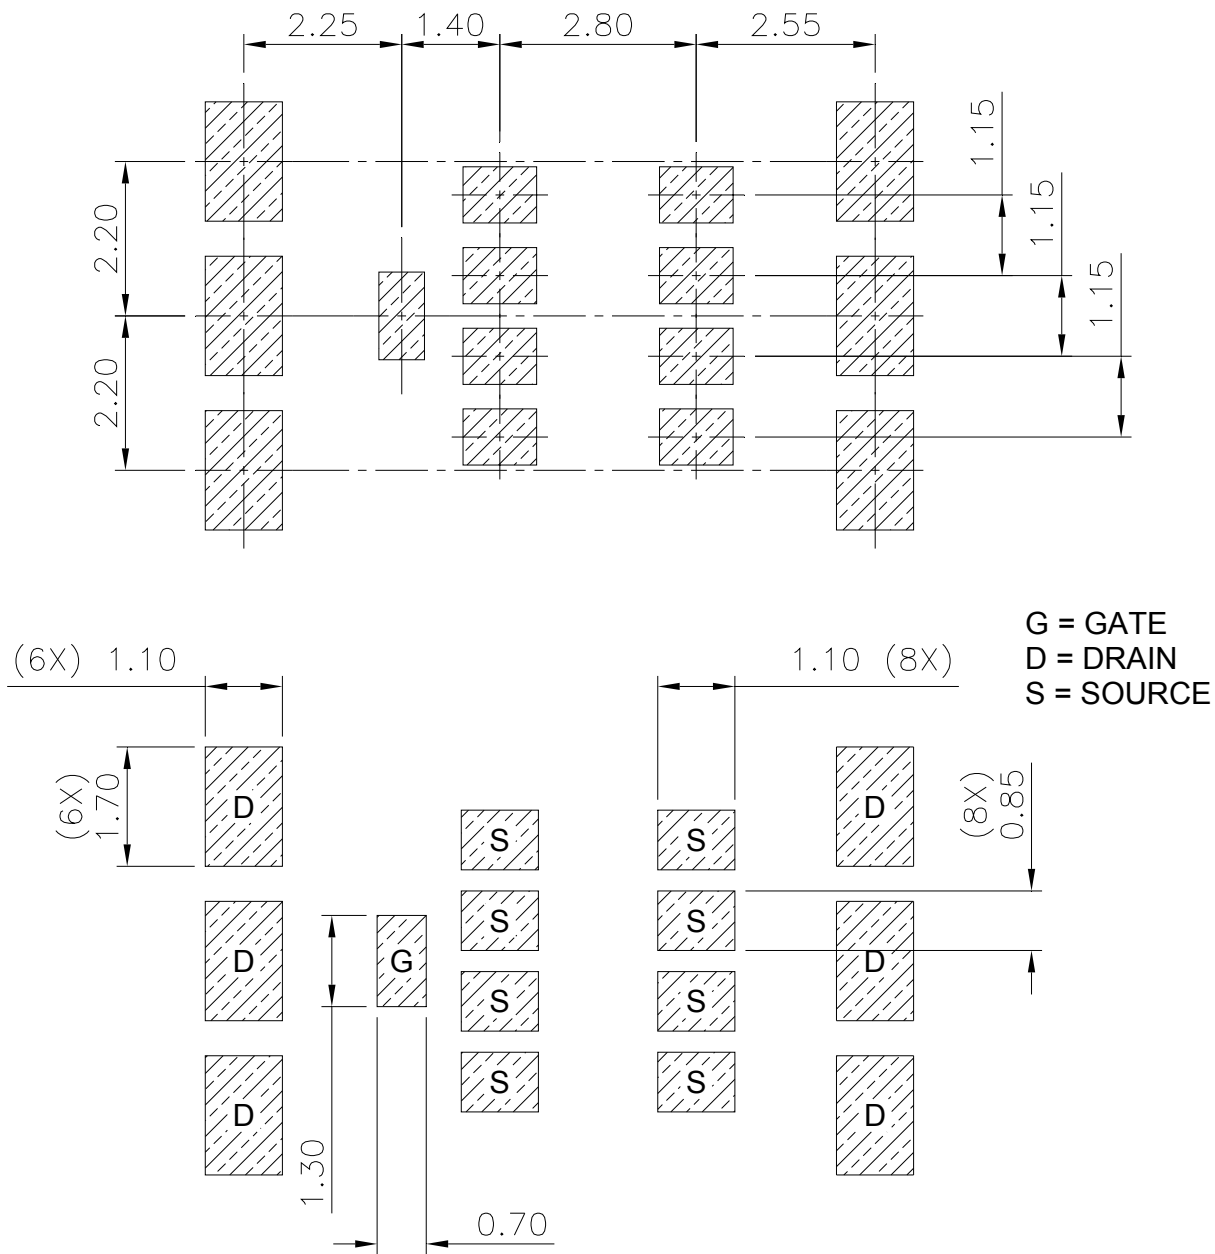 2.25
1.40
2.80
2.55
1.15
1.15
1.15
2.20
2.20
G = GATE
D = DRAIN
S = SOURCE
(6X) 1.10
1.10 (8X)
(6X)
1.70
(8X)
0.85
D
D
S
S
S
S
D
G
D
S
S
S
S
D
D
1.30
0.70